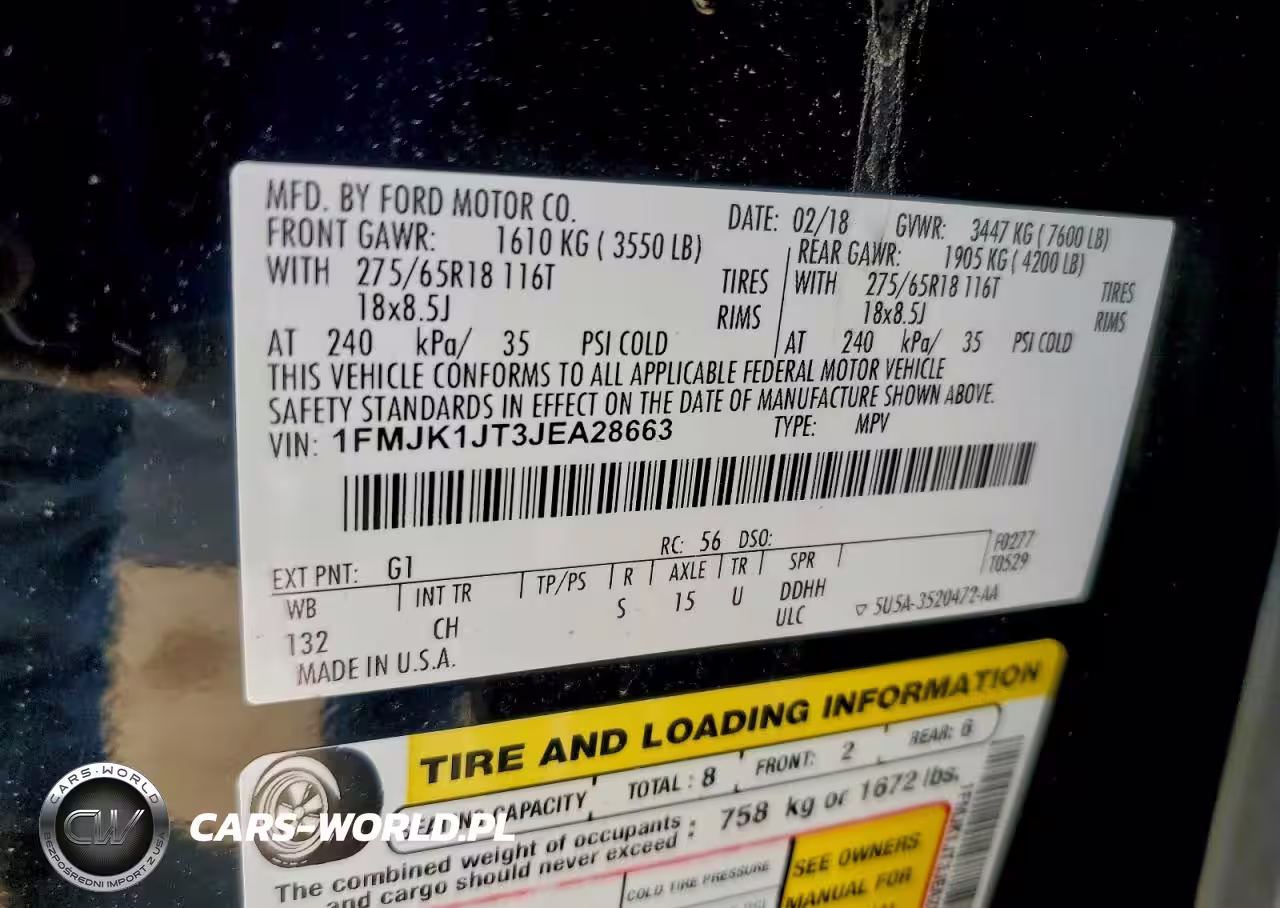 MFD. BY FORD MOTOR CO.
DATE: 02/18 GVWR: 3447 KG ( 7600 LB)
FRONT GAWR: 1610 KG ( 3550 LB) REAR GAWR: 1905 KG ( 4200 LB)
WITH 275/65R18 116T TIRES WITH 275/65R18 116T TIRES
18x8.5J RIMS 18x8.5J RIMS
AT 240 kPa/ 35 PSI COLD AT 240 kPa/ 35 PSI COLD
THIS VEHICLE CONFORMS TO ALL APPLICABLE FEDERAL MOTOR VEHICLE
SAFETY STANDARDS IN EFFECT ON THE DATE OF MANUFACTURE SHOWN ABOVE.
VIN: 1FMJK1JT3JEA28663 TYPE: MPV
EXT PNT: G1 RC: 56 DSO: F0277
WB INT TR TP/PS R AXLE TR SPR T0529
132 CH S 15 U DDHH
ULC ▽ 5U5A-3520472-AA
MADE IN U.S.A.
TIRE AND LOADING INFORMATION
SEATING CAPACITY TOTAL : 8 FRONT: 2 REAR: 6
The combined weight of occupants : 758 kg or 1672 lbs.
and cargo should never exceed :
COLD TIRE PRESSURE SEE OWNERS
MANUAL FOR
CARS-WORLD
CW
BEZPOŚREDNI IMPORT Z USA
CARS-WORLD.PL